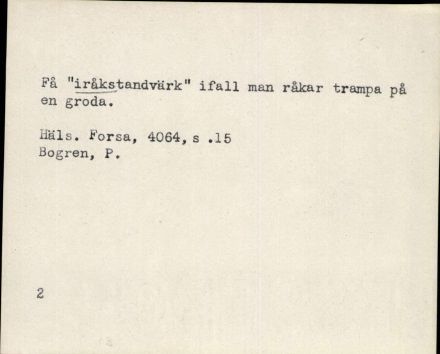 Få "iråkstandvärk" ifall man råkar trampa på
en groda.
Häls. Forsa, 4064, s .15
Bogren, P.
2